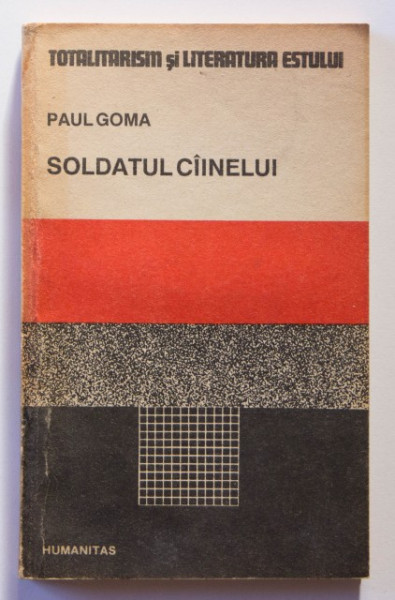 TOTALITARISM şi LITERATURA ESTULUI
PAUL GOMA
SOLDATUL CÎINELUI
HUMANITAS